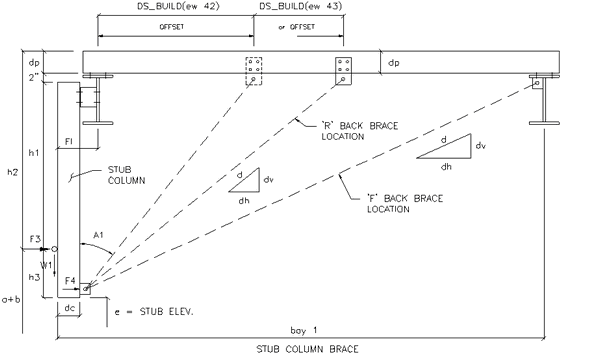 DS_BUILD(ew 42)
DS_BUILD(ew 43)
OFFSET
or OFFSET
dp
dp
2"
F1
h1
h2
"R" BACK BRACE
LOCATION
STUB
COLUMN
d
dv
dh
d
dv
dh
"F" BACK BRACE
LOCATION
A1
F3
W1
h3
F4
a+b
e = STUB ELEV.
dc
bay 1
STUB COLUMN BRACE